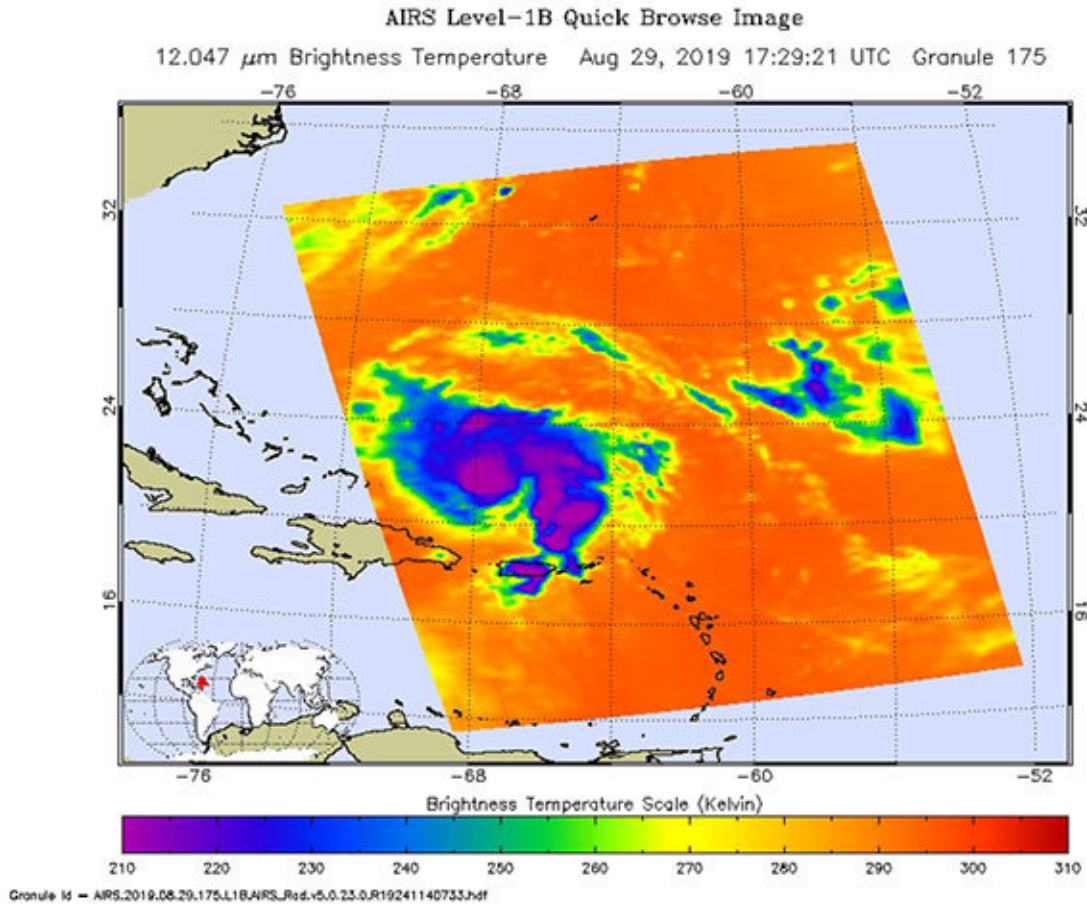 AIRS Level-1B Quick Browse Image
12.047 μm Brightness Temperature Aug 29, 2019 17:29:21 UTC Granule 175
-76 -68 -60 -52
32 32
24 24
16 16
-76 -68 -60 -52
Brightness Temperature Scale (Kelvin)
210 220 230 240 250 260 270 280 290 300 310
Granule Id - AIRS.2019.08.29.175.L1B.AIRS_Rad.v5.0.23.0.R19241140733.hdf